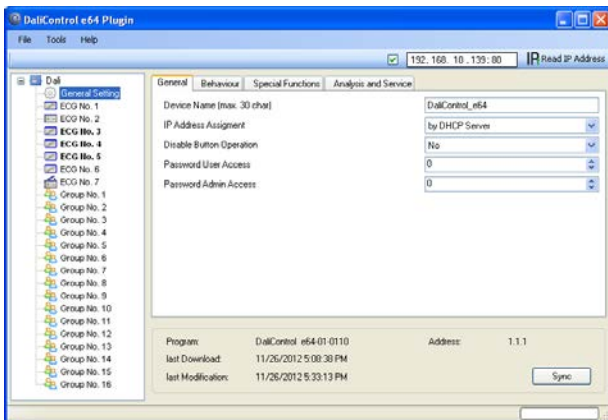 DaliControl e64 Plugin
File Tools Help
192. 168. 10 . 139: 80 IP Read IP Address
Dali
General Setting
ECG No. 1
ECG No. 2
ECG No. 3
ECG No. 4
ECG No. 5
ECG No. 6
ECG No. 7
Group No. 1
Group No. 2
Group No. 3
Group No. 4
Group No. 5
Group No. 6
Group No. 7
Group No. 8
Group No. 9
Group No. 10
Group No. 11
Group No. 12
Group No. 13
Group No. 14
Group No. 15
Group No. 16
General Behaviour Special Functions Analysis and Service
Device Name (max. 30 char) DaliControl_e64
IP Address Assigment by DHCP Server
Disable Button Operation No
Password User Access 0
Password Admin Access 0
Program: DaliControl e64-01-0110 Address: 1.1.1
last Download: 11/26/2012 5:08:38 PM
last Modification: 11/26/2012 5:33:13 PM
Sync